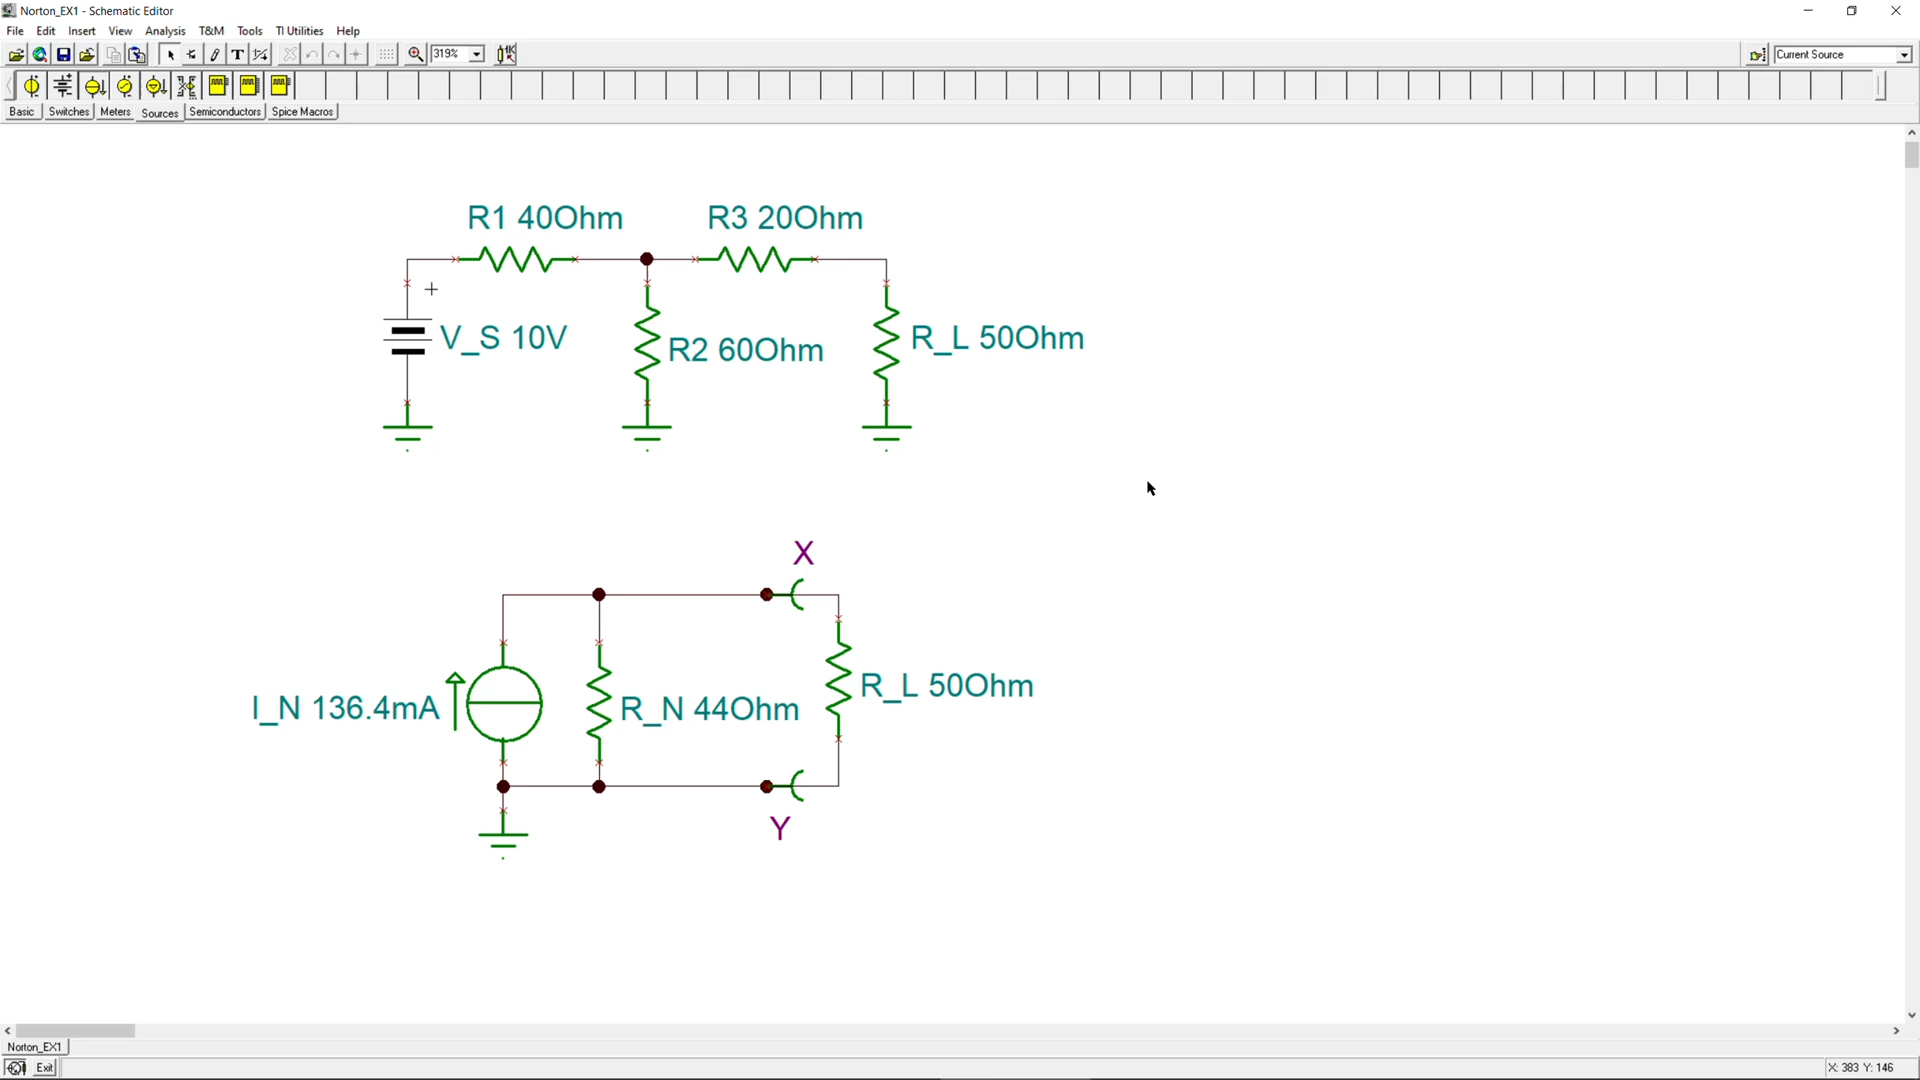 Norton_EX1 - Schematic Editor
File Edit Insert View Analysis T&M Tools TI Utilities Help
T 319% Current Source
Basic Switches Meters Sources Semiconductors Spice Macros
R1 40Ohm R3 20Ohm
V_S 10V R2 60Ohm R_L 50Ohm
X
I_N 136.4mA R_N 44Ohm R_L 50Ohm
Y
Norton_EX1
Exit X: 383 Y: 146